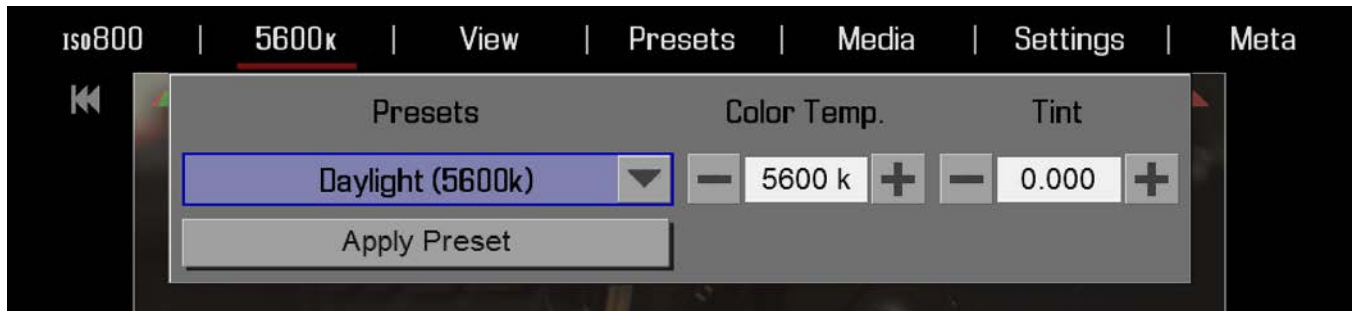 ISO800 | 5600K | View | Presets | Media | Settings | Meta
Presets Color Temp. Tint
Daylight (5600k) 5600 k 0.000
Apply Preset